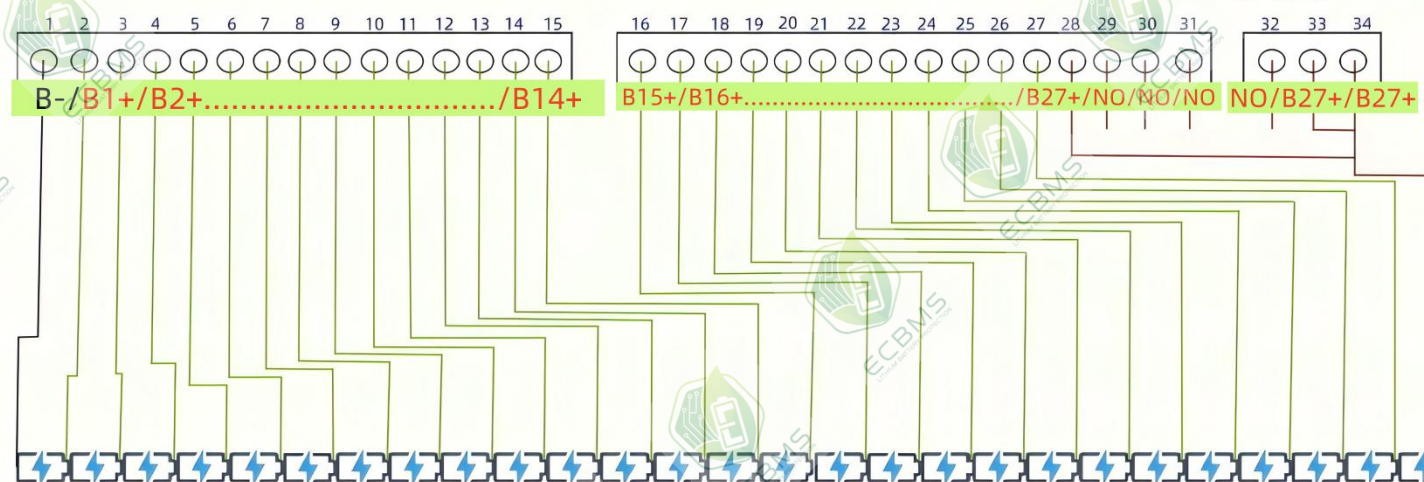 1 2 3 4 5 6 7 8 9 10 11 12 13 14 15 16 17 18 19 20 21 22 23 24 25 26 27 28 29 30 31 32 33 34
B-/B1+/B2+................................/B14+ B15+/B16+...................................../B27+/NO/NO/NO NO/B27+/B27+
ECBMS
ECBMS
ECBMS
ECBMS
ECBMS